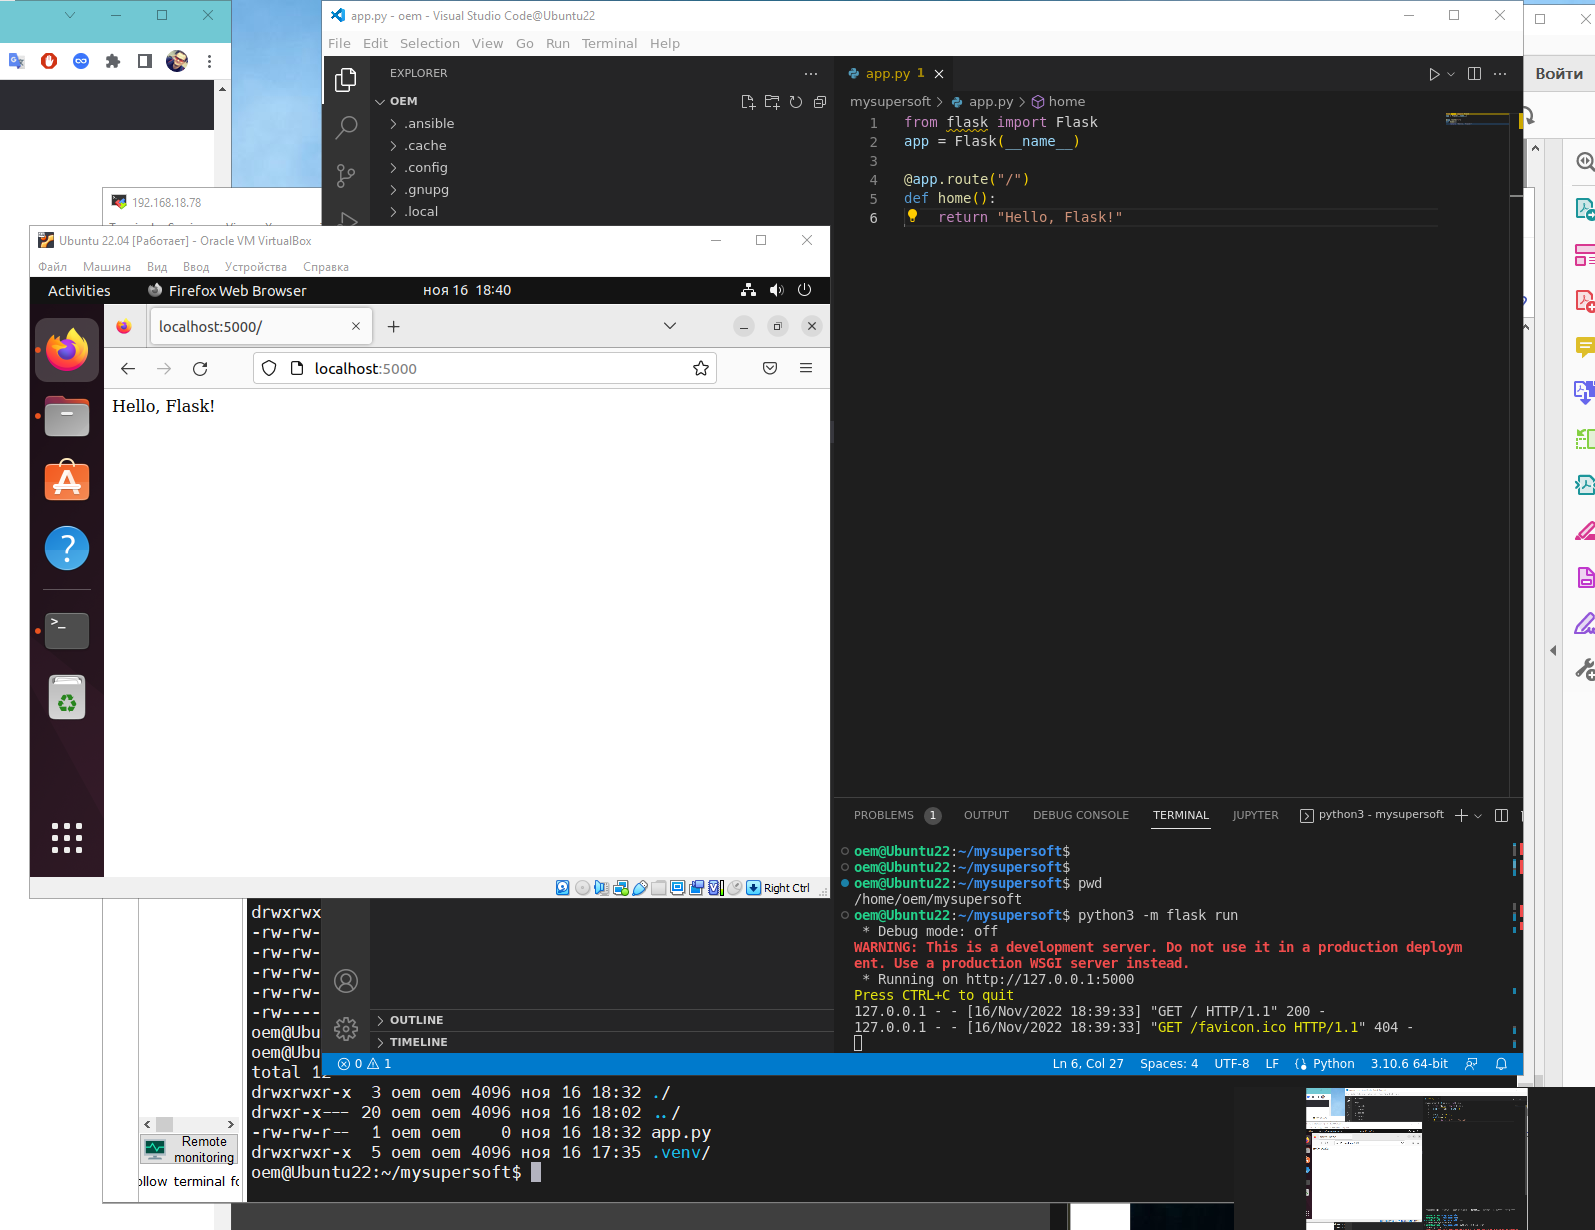 app.py - oem - Visual Studio Code@Ubuntu22
File Edit Selection View Go Run Terminal Help
Войти
EXPLORER
OEM
.ansible
.cache
.config
.gnupg
.local
app.py 1
mysupersoft > app.py > home
1 from flask import Flask
2 app = Flask(__name__)
3
4 @app.route("/")
5 def home():
6 return "Hello, Flask!"
192.168.18.78
Ubuntu 22.04 [Работает] - Oracle VM VirtualBox
Файл Машина Вид Ввод Устройства Справка
Activities Firefox Web Browser ноя 16 18:40
localhost:5000/
localhost:5000
Hello, Flask!
Right Ctrl
PROBLEMS 1 OUTPUT DEBUG CONSOLE TERMINAL JUPYTER python3 - mysupersoft
oem@Ubuntu22:~/mysupersoft$
oem@Ubuntu22:~/mysupersoft$
oem@Ubuntu22:~/mysupersoft$ pwd
/home/oem/mysupersoft
oem@Ubuntu22:~/mysupersoft$ python3 -m flask run
* Debug mode: off
WARNING: This is a development server. Do not use it in a production deploym
ent. Use a production WSGI server instead.
* Running on http://127.0.0.1:5000
Press CTRL+C to quit
127.0.0.1 - - [16/Nov/2022 18:39:33] "GET / HTTP/1.1" 200 -
127.0.0.1 - - [16/Nov/2022 18:39:33] "GET /favicon.ico HTTP/1.1" 404 -
OUTLINE
TIMELINE
0 1 Ln 6, Col 27 Spaces: 4 UTF-8 LF Python 3.10.6 64-bit
drwxrwx
-rw-rw-
-rw-rw-
-rw-rw-
-rw-rw-
-rw----
oem@Ubu
oem@Ubu
total 12
drwxrwxr-x 3 oem oem 4096 ноя 16 18:32 ./
drwxr-x--- 20 oem oem 4096 ноя 16 18:02 ../
-rw-rw-r-- 1 oem oem 0 ноя 16 18:32 app.py
drwxrwxr-x 5 oem oem 4096 ноя 16 17:35 .venv/
oem@Ubuntu22:~/mysupersoft$
Remote
monitoring
ollow terminal fo